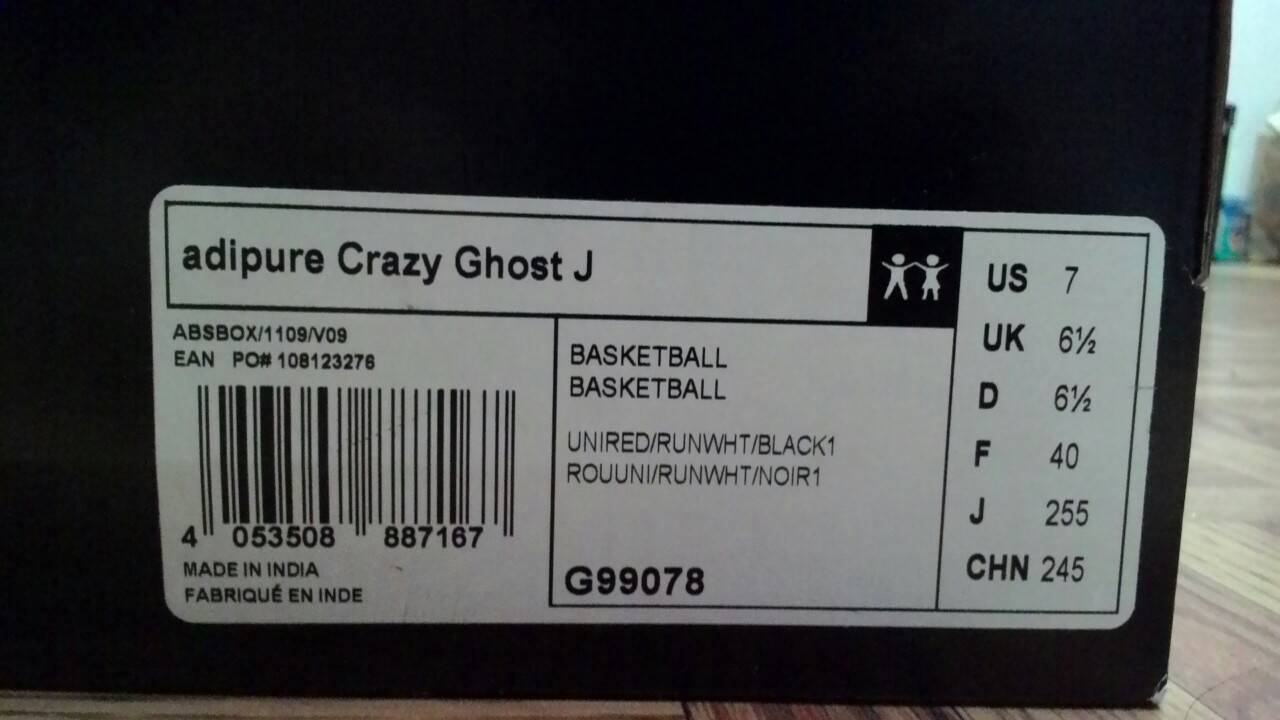 adipure Crazy Ghost J
ABSBOX/1109/V09
EAN PO# 108123276
4 053508 887167
MADE IN INDIA
FABRIQUÉ EN INDE
BASKETBALL
BASKETBALL
UNIRED/RUNWHT/BLACK1
ROUUNI/RUNWHT/NOIR1
G99078
US 7
UK 6½
D 6½
F 40
J 255
CHN 245